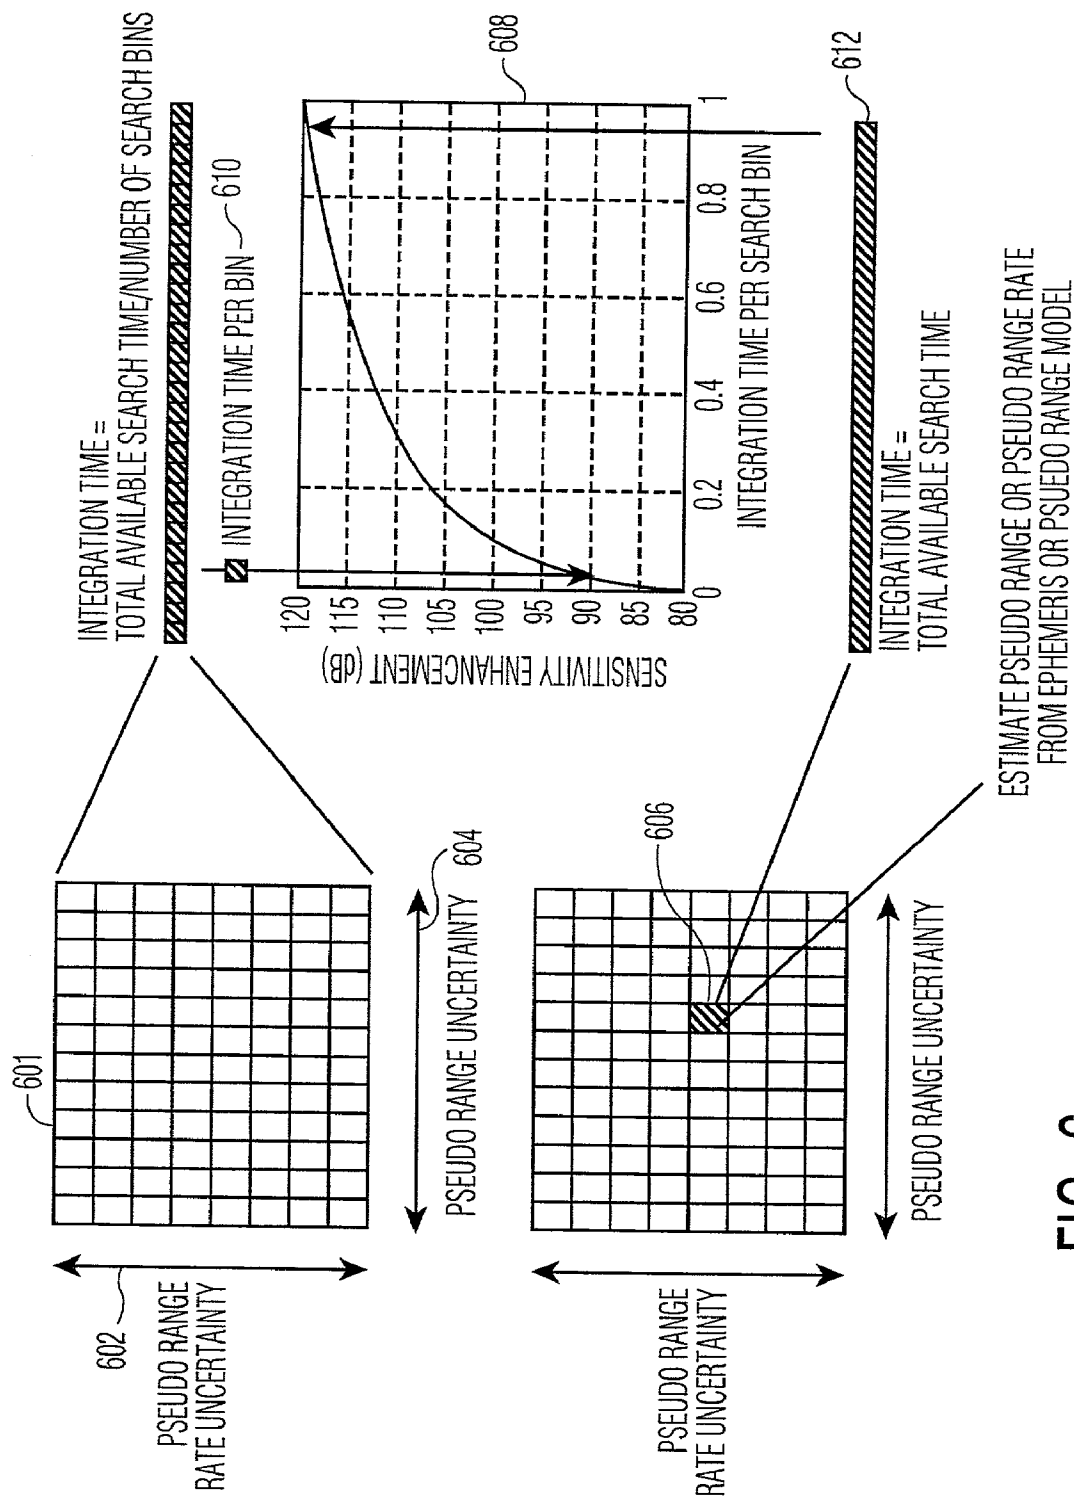 601
602
PSEUDO RANGE
RATE UNCERTAINTY
PSEUDO RANGE UNCERTAINTY
604
INTEGRATION TIME =
TOTAL AVAILABLE SEARCH TIME/NUMBER OF SEARCH BINS
INTEGRATION TIME PER BIN
610
SENSITIVITY ENHANCEMENT (dB)
120
115
110
105
100
95
90
85
80
0
0.2
0.4
0.6
0.8
1
INTEGRATION TIME PER SEARCH BIN
608
PSEUDO RANGE
RATE UNCERTAINTY
606
PSEUDO RANGE UNCERTAINTY
612
INTEGRATION TIME =
TOTAL AVAILABLE SEARCH TIME
ESTIMATE PSEUDO RANGE OR PSEUDO RANGE RATE
FROM EPHEMERIS OR PSUEDO RANGE MODEL